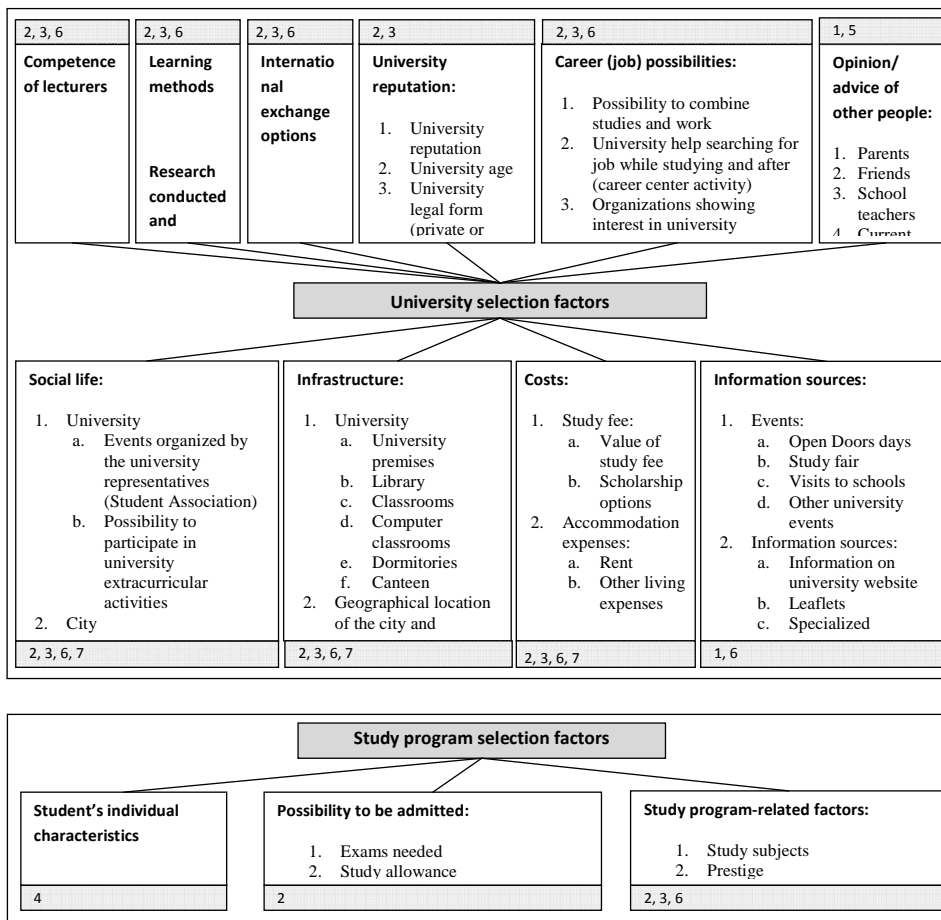 2, 3, 6
Competence
of lecturers
2, 3, 6
Learning
methods
Research
conducted
and
2, 3, 6
Internatio
nal
exchange
options
2, 3
University
reputation:
1. University
reputation
2. University age
3. University
legal form
(private or
2, 3, 6
Career (job) possibilities:
1. Possibility to combine
studies and work
2. University help searching for
job while studying and after
(career center activity)
3. Organizations showing
interest in university
1, 5
Opinion/
advice of
other people:
1. Parents
2. Friends
3. School
teachers
4. Current
University selection factors
Social life:
1. University
a. Events organized by
the university
representatives
(Student Association)
b. Possibility to
participate in
university
extracurricular
activities
2. City
2, 3, 6, 7
Infrastructure:
1. University
a. University
premises
b. Library
c. Classrooms
d. Computer
classrooms
e. Dormitories
f. Canteen
2. Geographical location
of the city and
2, 3, 6, 7
Costs:
1. Study fee:
a. Value of
study fee
b. Scholarship
options
2. Accommodation
expenses:
a. Rent
b. Other living
expenses
2, 3, 6, 7
Information sources:
1. Events:
a. Open Doors days
b. Study fair
c. Visits to schools
d. Other university
events
2. Information sources:
a. Information on
university website
b. Leaflets
c. Specialized
1, 6
Study program selection factors
Student's individual
characteristics
4
Possibility to be admitted:
1. Exams needed
2. Study allowance
2
Study program-related factors:
1. Study subjects
2. Prestige
2, 3, 6